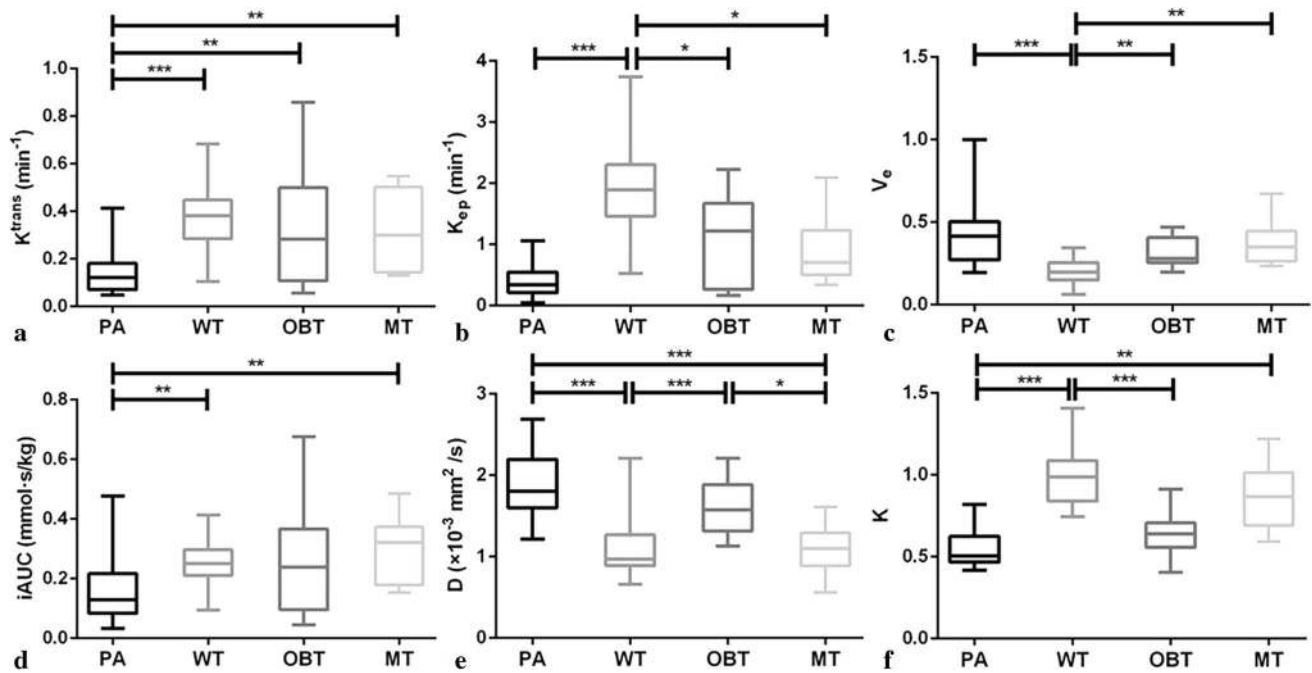 **
**
***
1.0
0.8
0.6
0.4
0.2
0.0
K^trans (min⁻¹)
PA WT OBT MT
a
*
*** *
4
3
2
1
0
K_ep (min⁻¹)
PA WT OBT MT
b
**
*** **
1.5
1.0
0.5
0.0
V_e
PA WT OBT MT
c
**
**
0.8
0.6
0.4
0.2
0.0
iAUC (mmol·s/kg)
PA WT OBT MT
d
***
*** *** *
3
2
1
0
D (×10⁻³ mm² /s)
PA WT OBT MT
e
**
*** ***
1.5
1.0
0.5
0.0
K
PA WT OBT MT
f